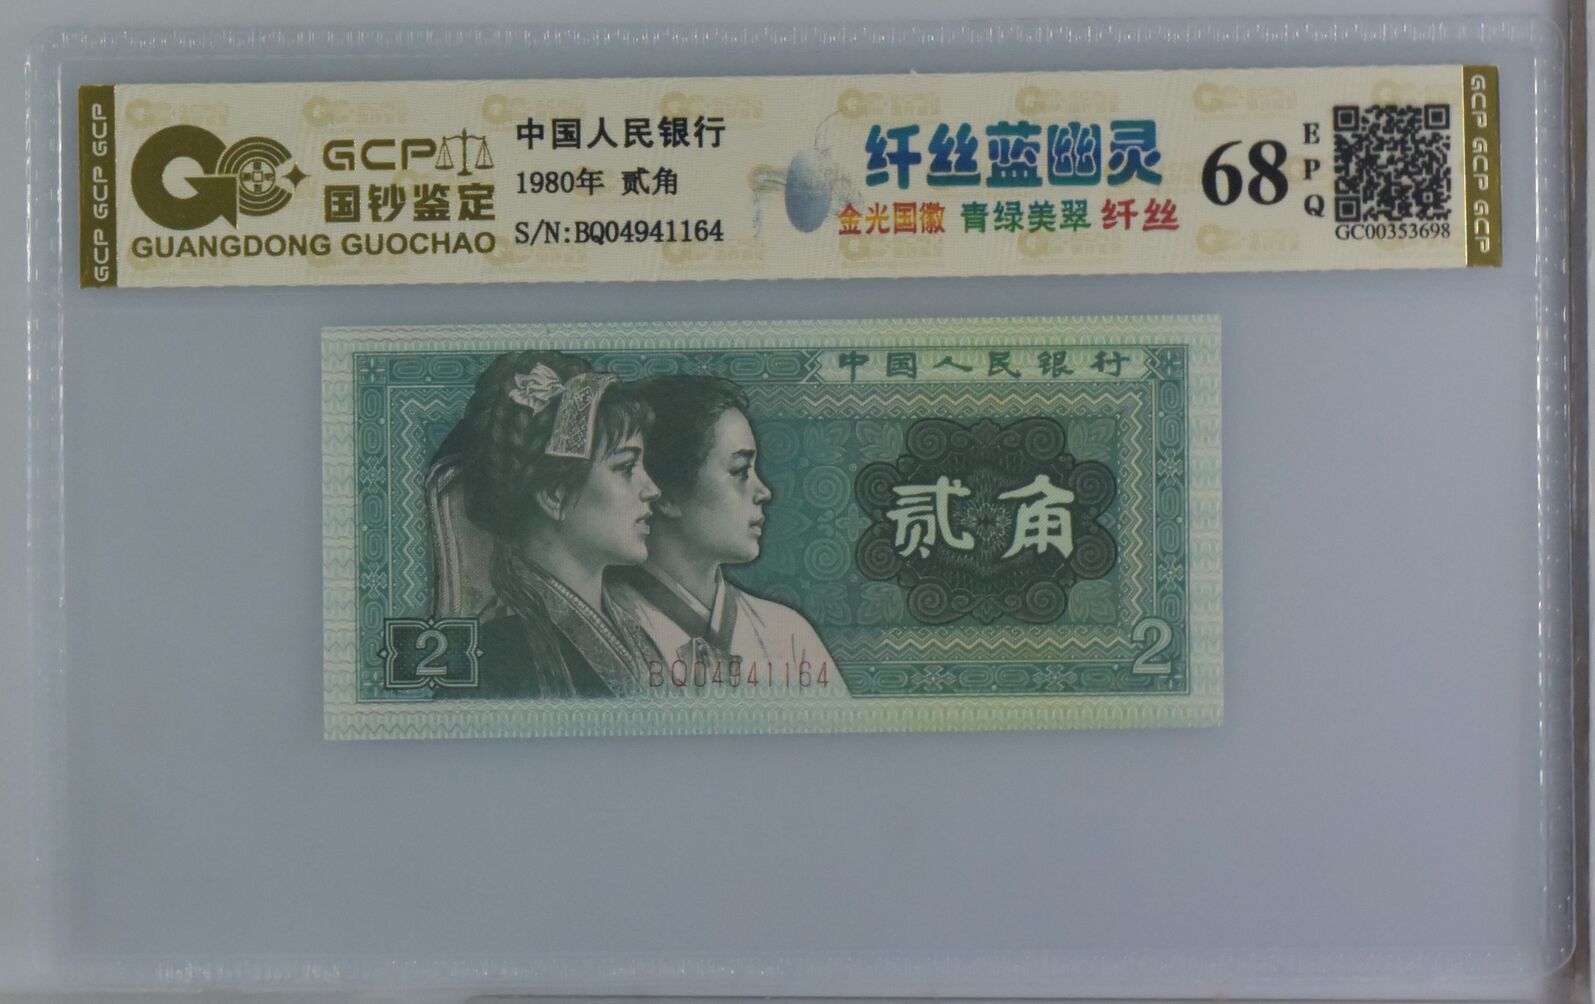 GCP GCP GCP
GCP
国钞鉴定
GUANGDONG GUOCHAO
中国人民银行
1980年 贰角
S/N:BQ04941164
纤丝蓝幽灵
金光国徽 青绿美翠 纤丝
68
EPQ
GC00353698
GCP GCP GCP
中国人民银行
贰角
2
2
BQ04941164